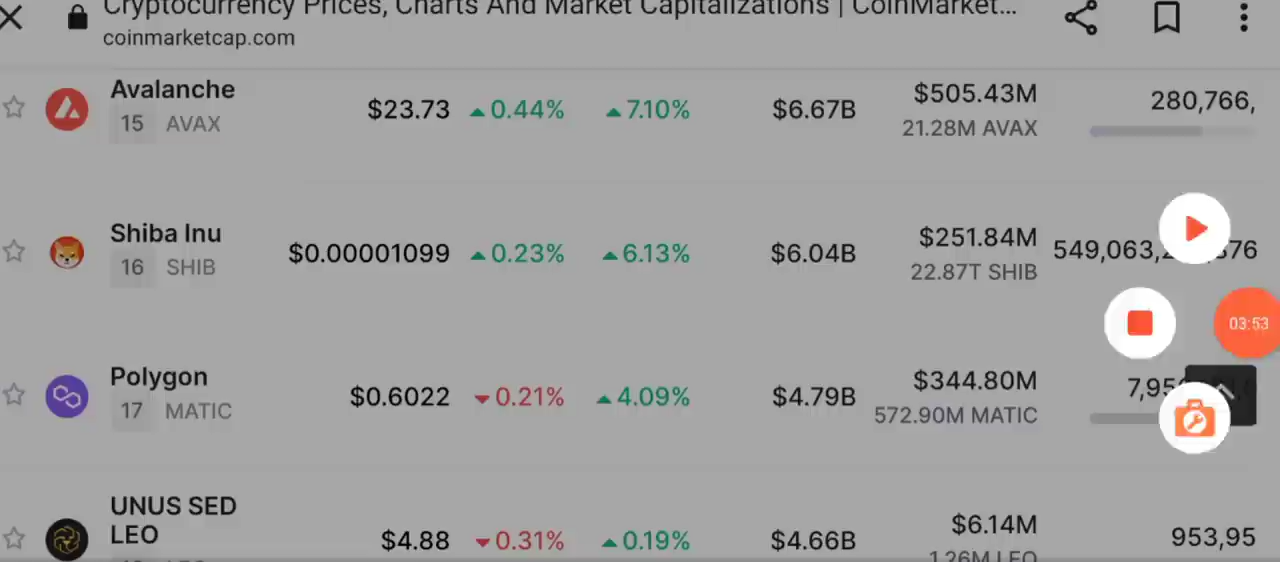 Cryptocurrency Prices, Charts And Market Capitalizations | CoinMarket...
coinmarketcap.com
Avalanche
15 AVAX
$23.73 0.44% 7.10% $6.67B
$505.43M
21.28M AVAX
280,766,
Shiba Inu
16 SHIB
$0.00001099 0.23% 6.13% $6.04B
$251.84M
22.87T SHIB
549,063,
376
03:53
Polygon
17 MATIC
$0.6022 0.21% 4.09% $4.79B
$344.80M
572.90M MATIC
7,95
UNUS SED
LEO
$4.88 0.31% 0.19% $4.66B
$6.14M
1.26M LEO
953,95